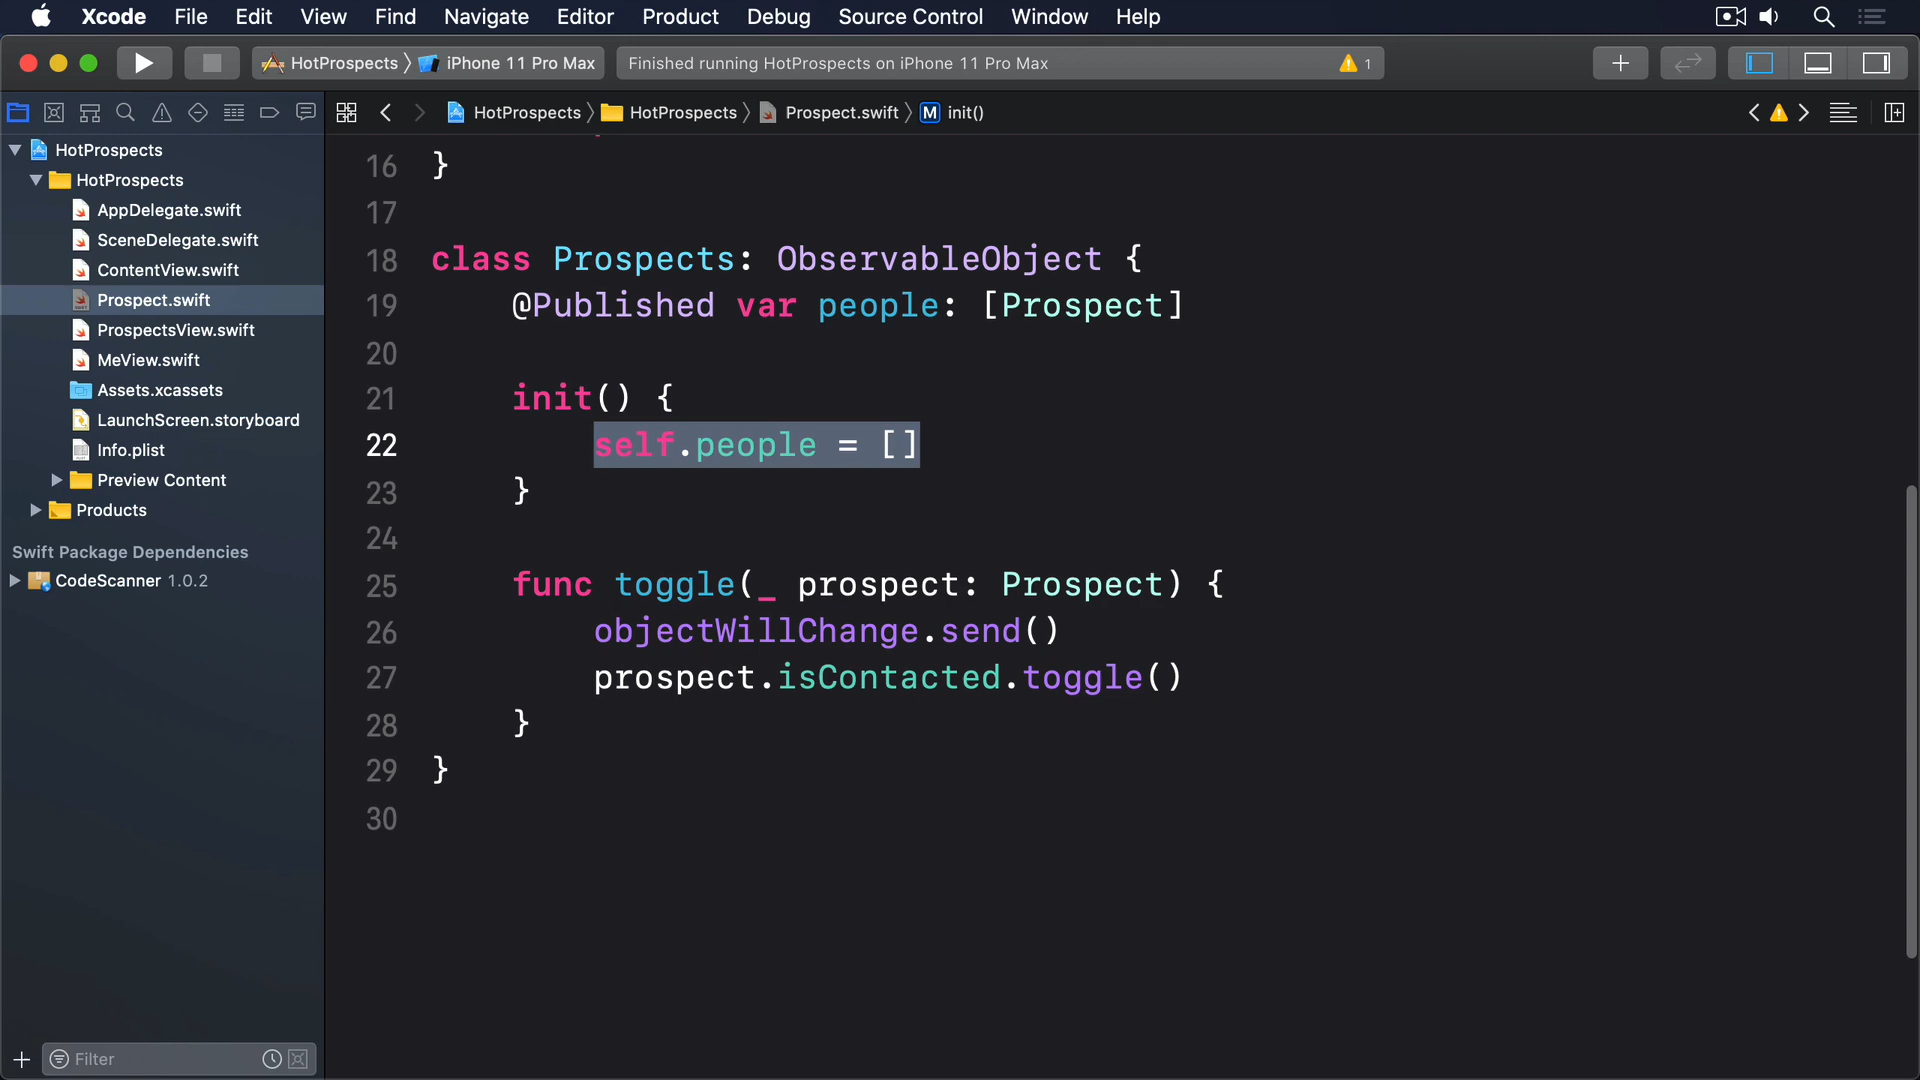 Xcode File Edit View Find Navigate Editor Product Debug Source Control Window Help
HotProspects 〉 iPhone 11 Pro Max
Finished running HotProspects on iPhone 11 Pro Max
1
HotProspects 〉 HotProspects 〉 Prospect.swift 〉 M init()
HotProspects
HotProspects
AppDelegate.swift
SceneDelegate.swift
ContentView.swift
Prospect.swift
ProspectsView.swift
MeView.swift
Assets.xcassets
LaunchScreen.storyboard
Info.plist
Preview Content
Products
Swift Package Dependencies
CodeScanner 1.0.2
Filter
16 }
17
18 class Prospects: ObservableObject {
19 @Published var people: [Prospect]
20
21 init() {
22 self.people = []
23 }
24
25 func toggle(_ prospect: Prospect) {
26 objectWillChange.send()
27 prospect.isContacted.toggle()
28 }
29 }
30